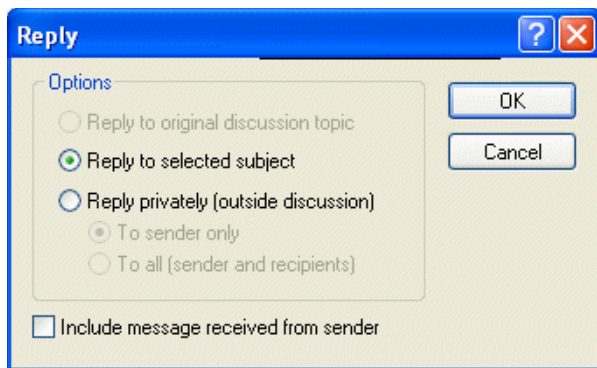 Reply
Options
Reply to original discussion topic
Reply to selected subject
Reply privately (outside discussion)
To sender only
To all (sender and recipients)
Include message received from sender
OK
Cancel